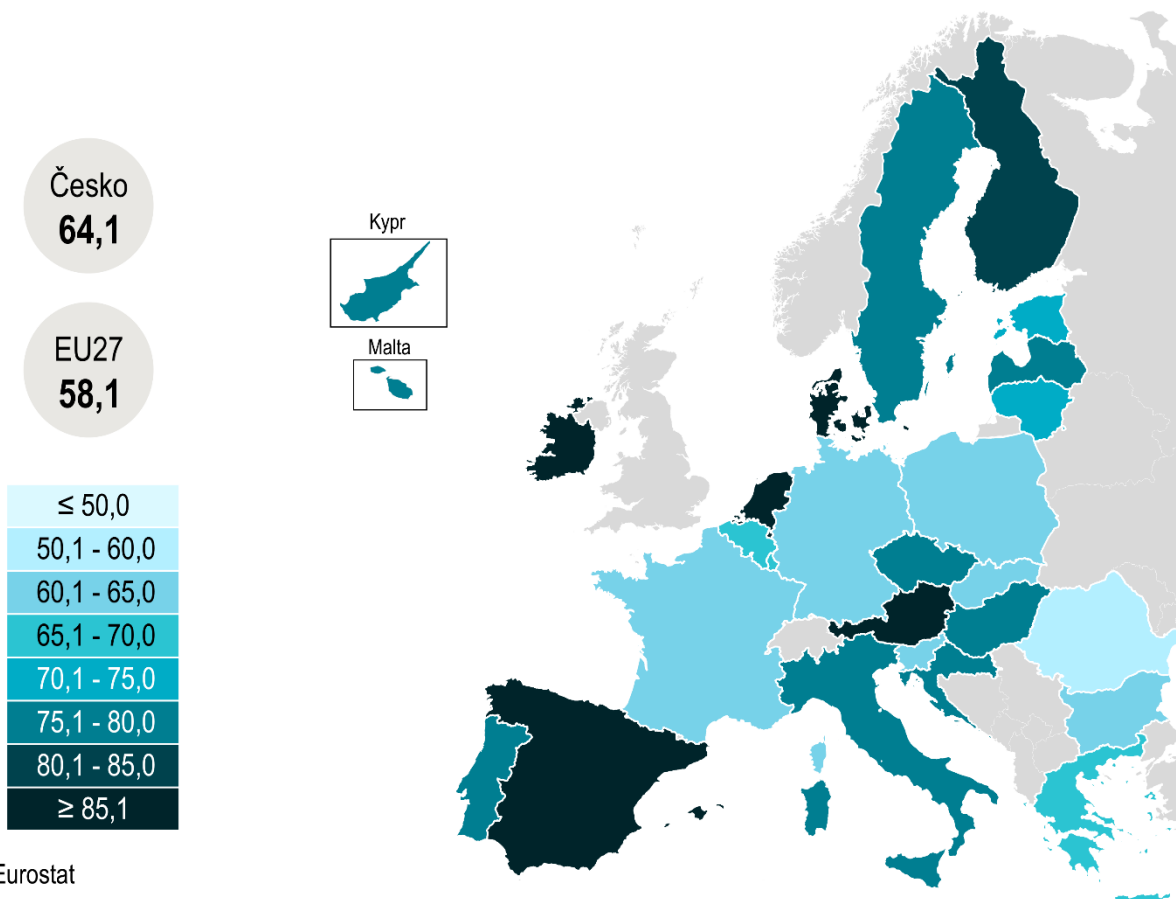 Česko
64,1
EU27
58,1
Kypr
Malta
≤ 50,0
50,1 - 60,0
60,1 - 65,0
65,1 - 70,0
70,1 - 75,0
75,1 - 80,0
80,1 - 85,0
≥ 85,1
Eurostat